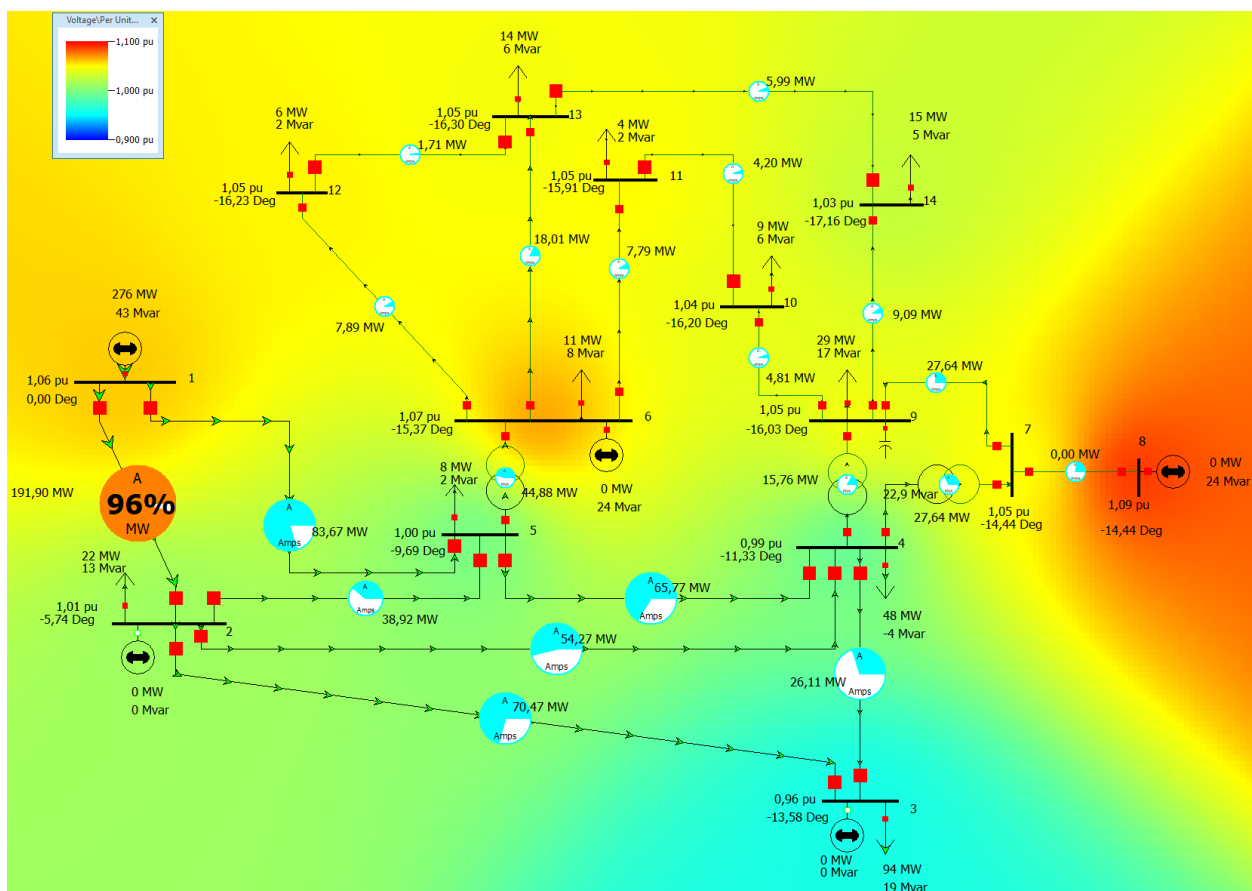 Voltage\Per Unit...
×
1,100 pu
1,000 pu
0,900 pu
14 MW
6 Mvar
5,99 MW
1,05 pu
-16,30 Deg
13
6 MW
2 Mvar
1,71 MW
4 MW
2 Mvar
4,20 MW
15 MW
5 Mvar
1,05 pu
-16,23 Deg
12
1,05 pu
-15,91 Deg
11
1,03 pu
-17,16 Deg
14
18,01 MW
7,79 MW
9 MW
6 Mvar
276 MW
43 Mvar
7,89 MW
1,04 pu
-16,20 Deg
10
9,09 MW
11 MW
8 Mvar
29 MW
17 Mvar
4,81 MW
27,64 MW
1,06 pu
0,00 Deg
1
1,07 pu
-15,37 Deg
6
1,05 pu
-16,03 Deg
9
7
8
0,00 MW
0 MW
24 Mvar
191,90 MW
A
96%
MW
8 MW
2 Mvar
44,88 MW
0 MW
24 Mvar
15,76 MW
22,9 Mvar
27,64 MW
1,05 pu
-14,44 Deg
1,09 pu
-14,44 Deg
A
83,67 MW
Amps
1,00 pu
-9,69 Deg
5
0,99 pu
-11,33 Deg
4
22 MW
13 Mvar
A
65,77 MW
Amps
A
38,92 MW
Amps
1,01 pu
-5,74 Deg
2
48 MW
-4 Mvar
A
54,27 MW
Amps
A
26,11 MW
Amps
0 MW
0 Mvar
A
70,47 MW
Amps
0,96 pu
-13,58 Deg
3
0 MW
0 Mvar
94 MW
19 Mvar